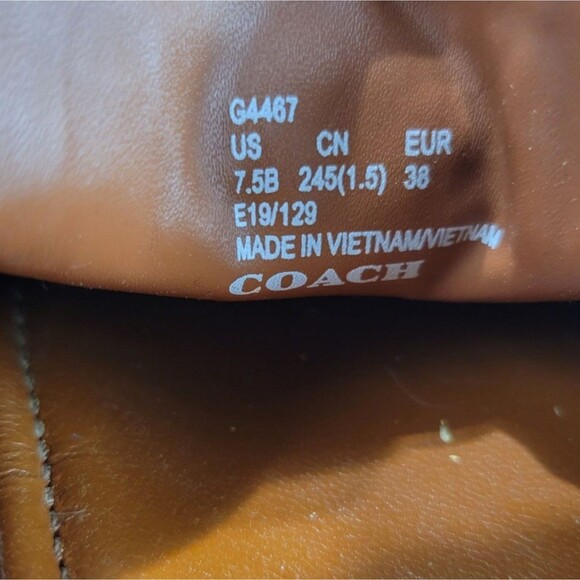 G4467
US CN EUR
7.5B 245(1.5) 38
E19/129
MADE IN VIETNAM/VIETNAM
COACH